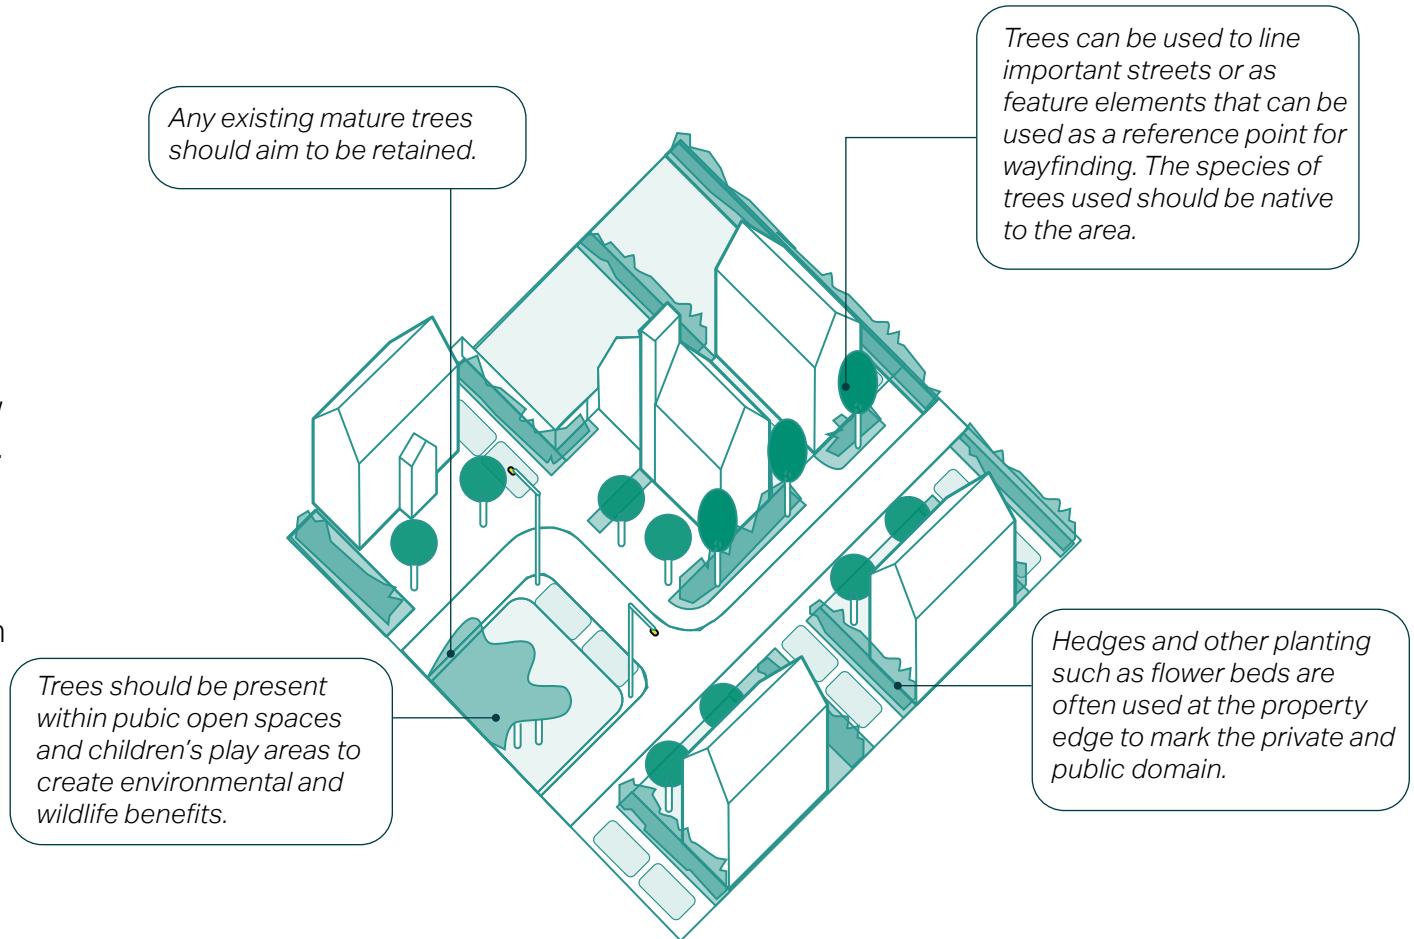 Any existing mature trees
should aim to be retained.
Trees can be used to line
important streets or as
feature elements that can be
used as a reference point for
wayfinding. The species of
trees used should be native
to the area.
Trees should be present
within pubic open spaces
and children's play areas to
create environmental and
wildlife benefits.
Hedges and other planting
such as flower beds are
often used at the property
edge to mark the private and
public domain.